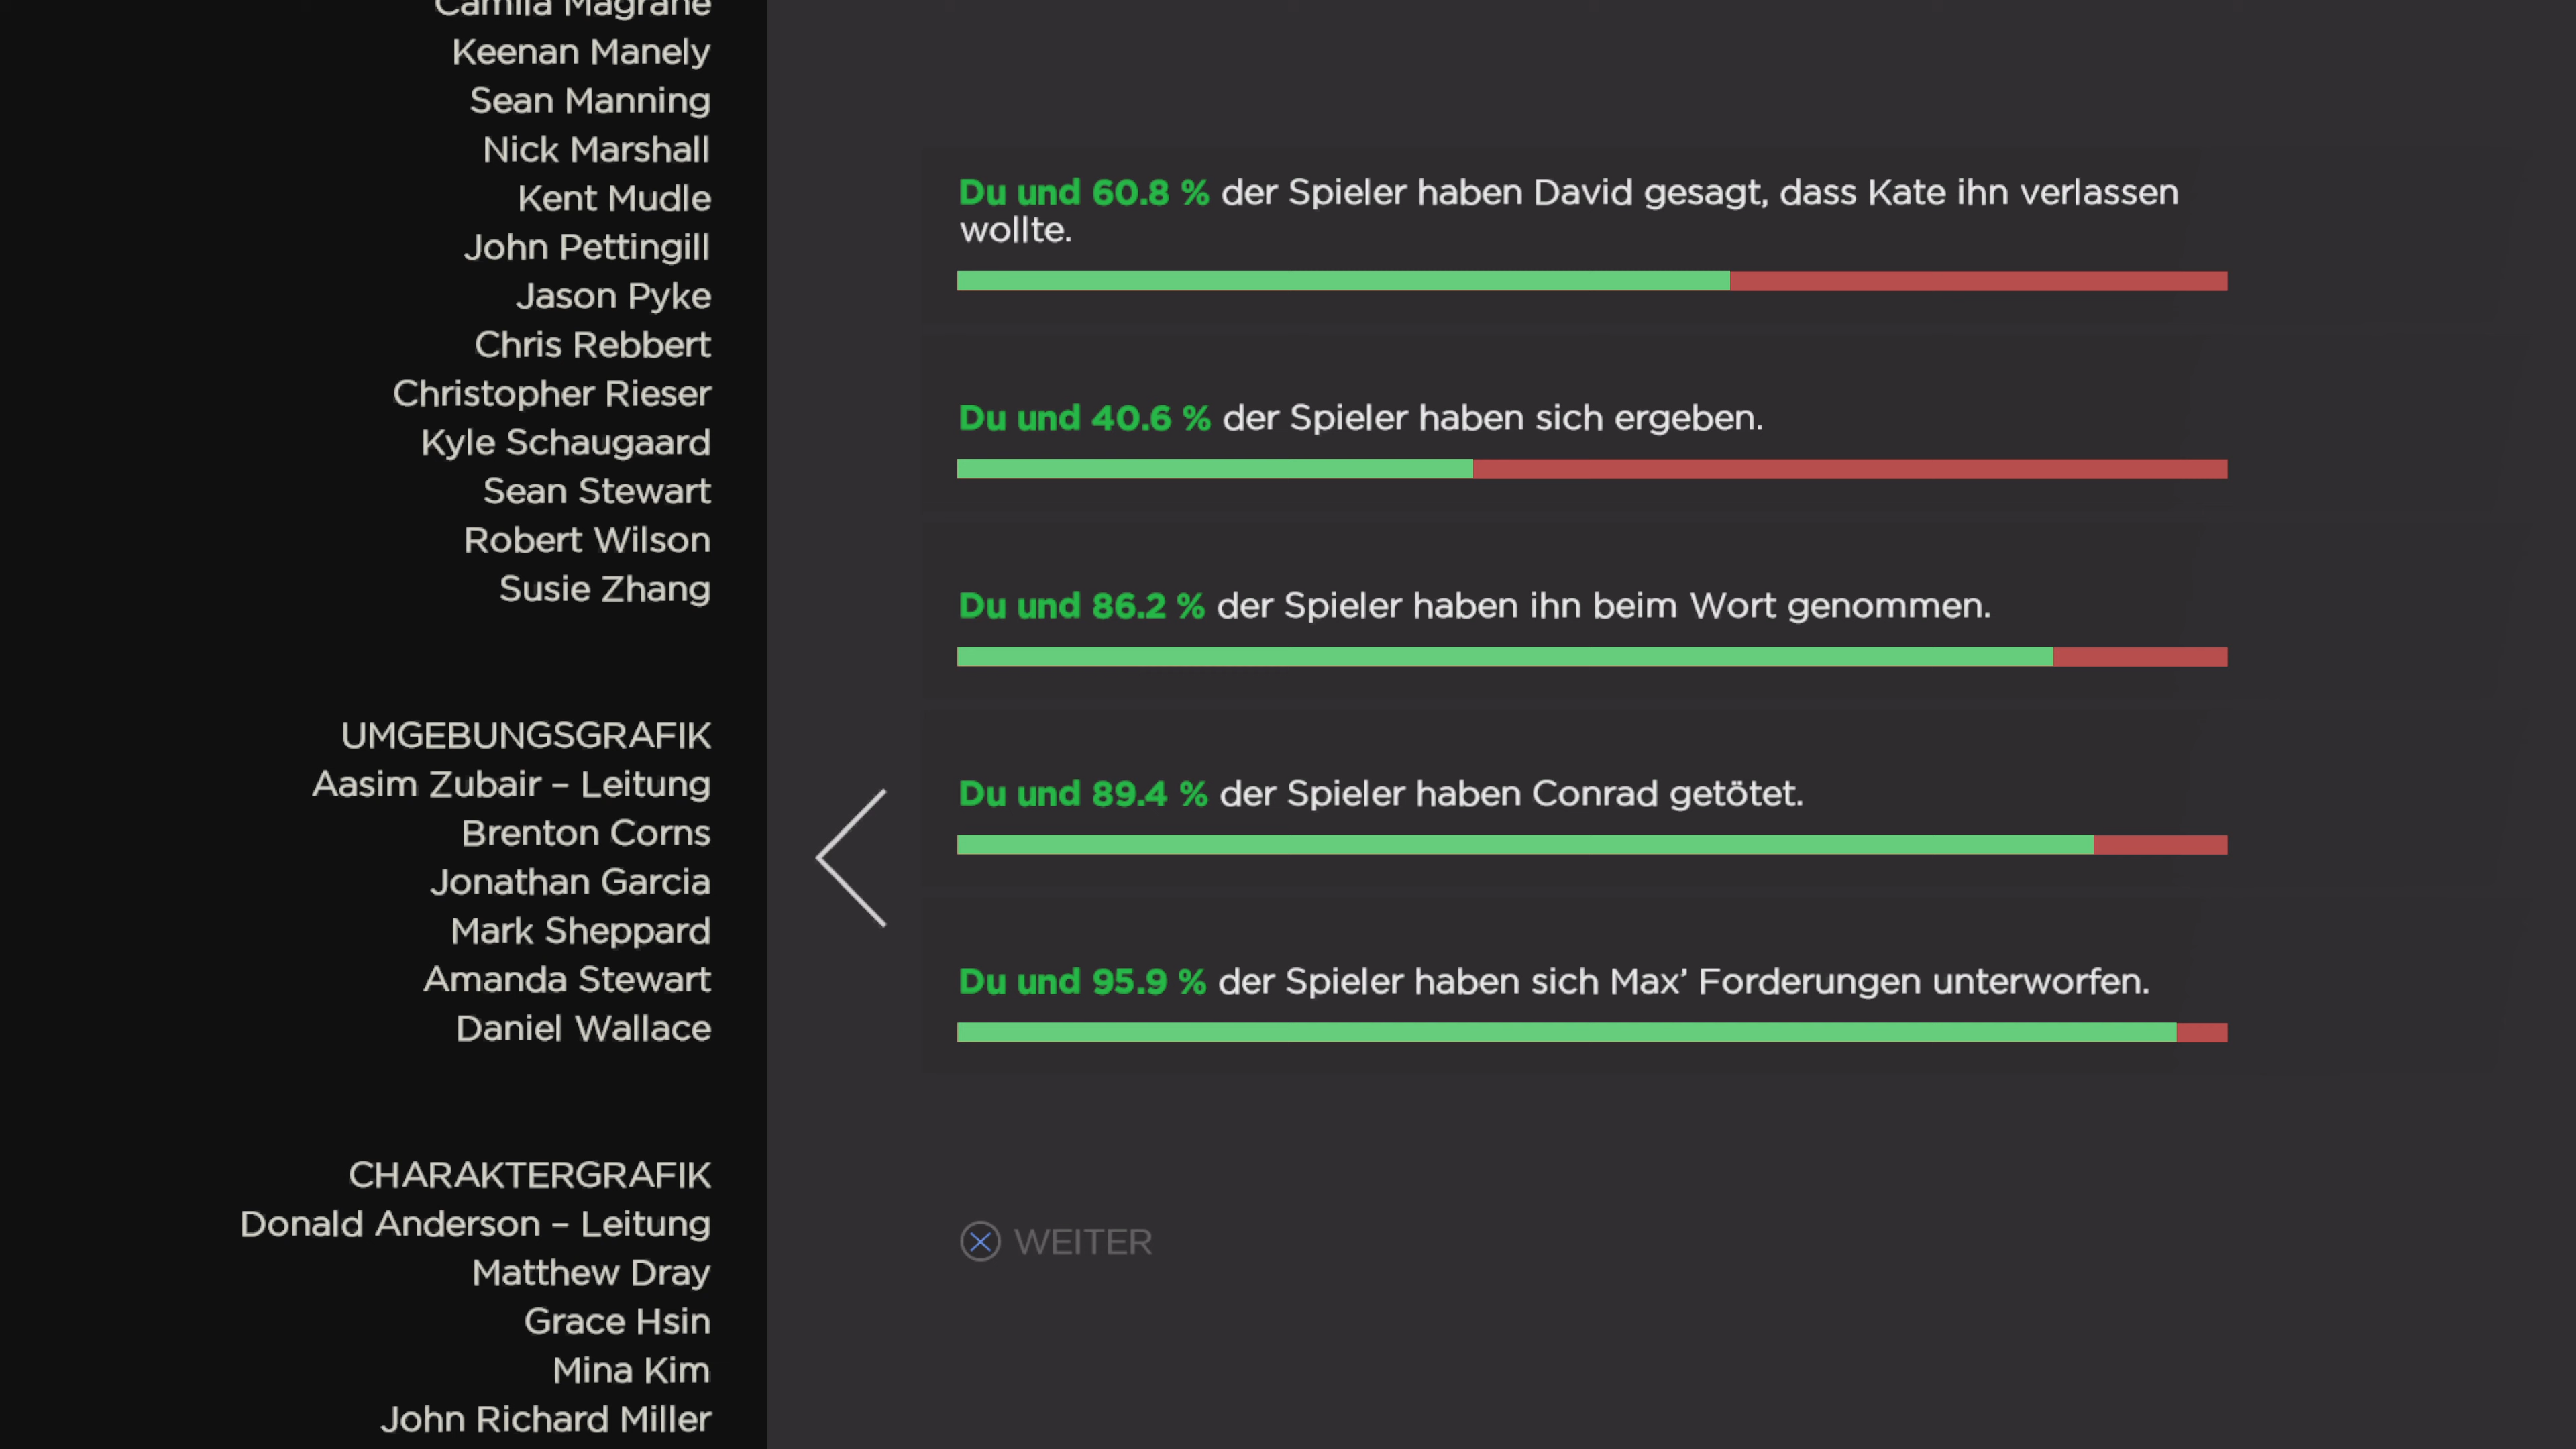 Camila Magrane
Keenan Manely
Sean Manning
Nick Marshall
Kent Mudle
John Pettingill
Jason Pyke
Chris Rebbert
Christopher Rieser
Kyle Schaugaard
Sean Stewart
Robert Wilson
Susie Zhang
UMGEBUNGSGRAFIK
Aasim Zubair – Leitung
Brenton Corns
Jonathan Garcia
Mark Sheppard
Amanda Stewart
Daniel Wallace
CHARAKTERGRAFIK
Donald Anderson – Leitung
Matthew Dray
Grace Hsin
Mina Kim
John Richard Miller
Du und 60.8 % der Spieler haben David gesagt, dass Kate ihn verlassen
wollte.
Du und 40.6 % der Spieler haben sich ergeben.
Du und 86.2 % der Spieler haben ihn beim Wort genommen.
Du und 89.4 % der Spieler haben Conrad getötet.
Du und 95.9 % der Spieler haben sich Max’ Forderungen unterworfen.
WEITER